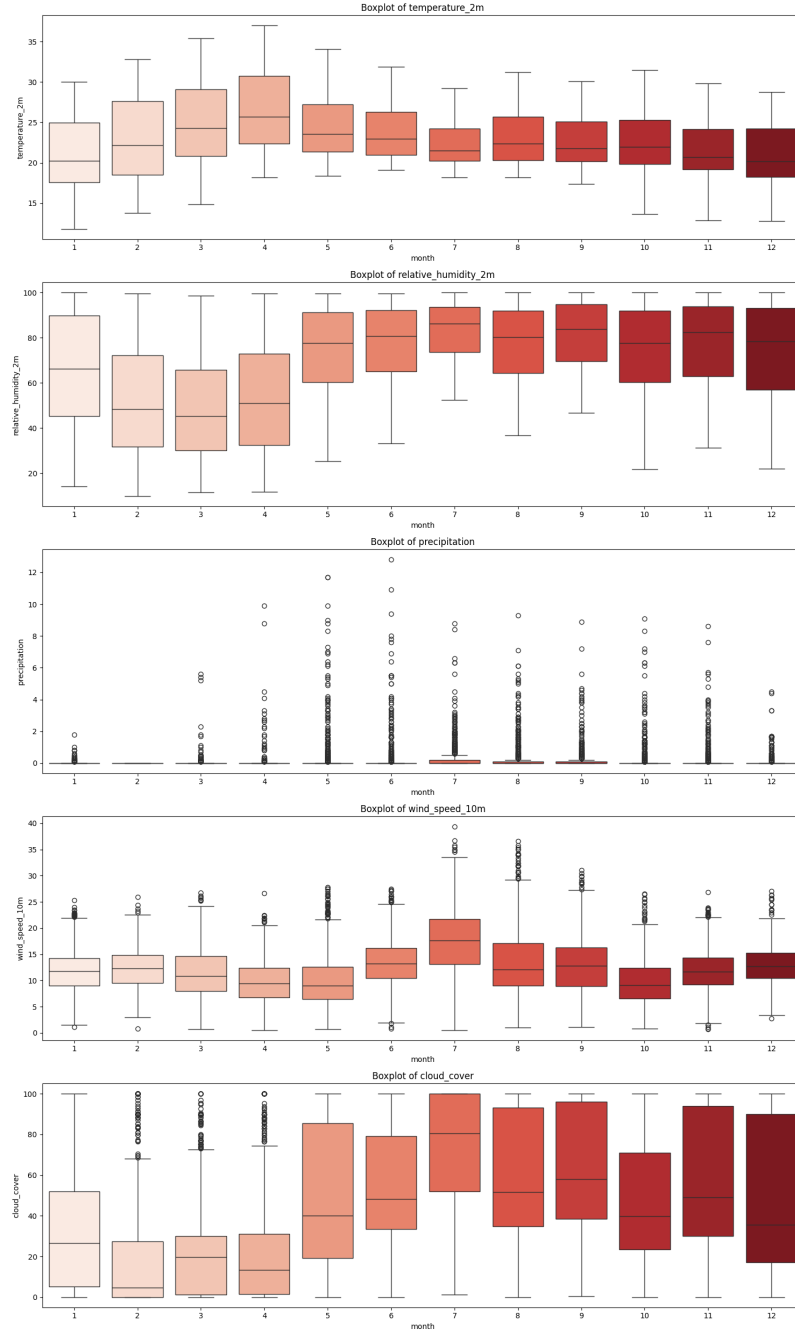 Boxplot of temperature_2m
35
30
25
20
15
temperature_2m
1 2 3 4 5 6 7 8 9 10 11 12
month
Boxplot of relative_humidity_2m
100
80
60
40
20
relative_humidity_2m
1 2 3 4 5 6 7 8 9 10 11 12
month
Boxplot of precipitation
12
10
8
6
4
2
0
precipitation
1 2 3 4 5 6 7 8 9 10 11 12
month
Boxplot of wind_speed_10m
40
35
30
25
20
15
10
5
0
wind_speed_10m
1 2 3 4 5 6 7 8 9 10 11 12
month
Boxplot of cloud_cover
100
80
60
40
20
0
cloud_cover
1 2 3 4 5 6 7 8 9 10 11 12
month